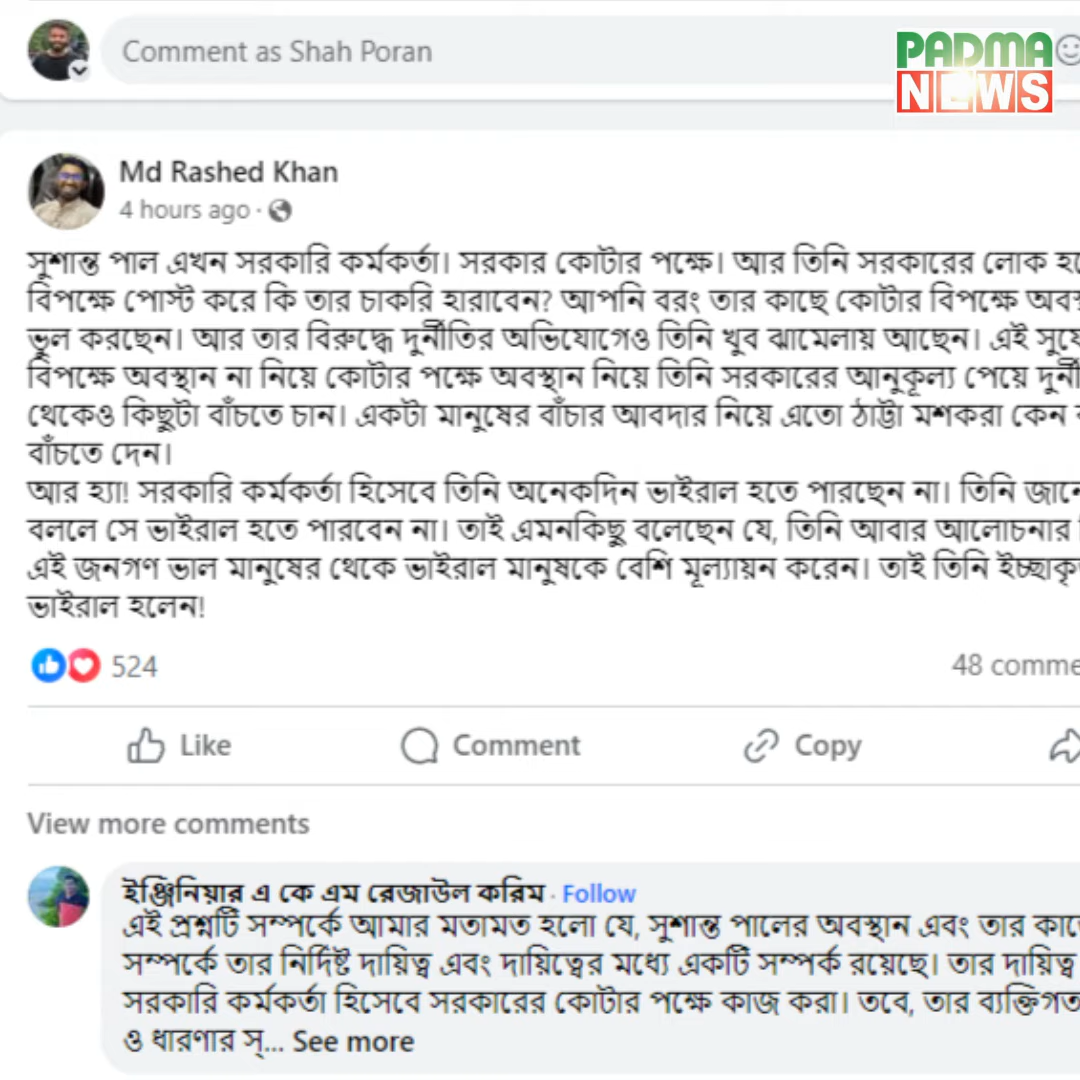 Comment as Shah Poran
PADMA
NEWS
Md Rashed Khan
4 hours ago ·
সুশান্ত পাল এখন সরকারি কর্মকর্তা। সরকার কোটার পক্ষে। আর তিনি সরকারের লোক
বিপক্ষে পোস্ট করে কি তার চাকরি হারাবেন? আপনি বরং তার কাছে কোটার বিপক্ষে
ভুল করছেন। আর তার বিরুদ্ধে দুর্নীতির অভিযোগেও তিনি খুব ঝামেলায় আছেন। এই
বিপক্ষে অবস্থান না নিয়ে কোটার পক্ষে অবস্থান নিয়ে তিনি সরকারের আনুকূল্য পেয়ে
থেকেও কিছুটা বাঁচতে চান। একটা মানুষের বাঁচার আবদার নিয়ে এতো ঠাট্টা মশকরা কেন
বাঁচতে দেন।
আর হ্যা! সরকারি কর্মকর্তা হিসেবে তিনি অনেকদিন ভাইরাল হতে পারছেন না। তিনি
বললে সে ভাইরাল হতে পারবেন না। তাই এমনকিছু বলেছেন যে, তিনি আবার আলোচনার
এই জনগণ ভাল মানুষের থেকে ভাইরাল মানুষকে বেশি মূল্যায়ন করেন। তাই তিনি
ভাইরাল হলেন!
524
48
Like
Comment
Copy
View more comments
ইঞ্জিনিয়ার এ কে এম রেজাউল করিম · Follow
এই প্রশ্নটি সম্পর্কে আমার মতামত হলো যে, সুশান্ত পালের অবস্থান এবং তার
সম্পর্কে তার নির্দিষ্ট দায়িত্ব এবং দায়িত্বের মধ্যে একটি সম্পর্ক রয়েছে। তার দায়িত্ব
সরকারি কর্মকর্তা হিসেবে সরকারের কোটার পক্ষে কাজ করা। তবে, তার ব্যক্তিগত
ও ধারণার স্... See more